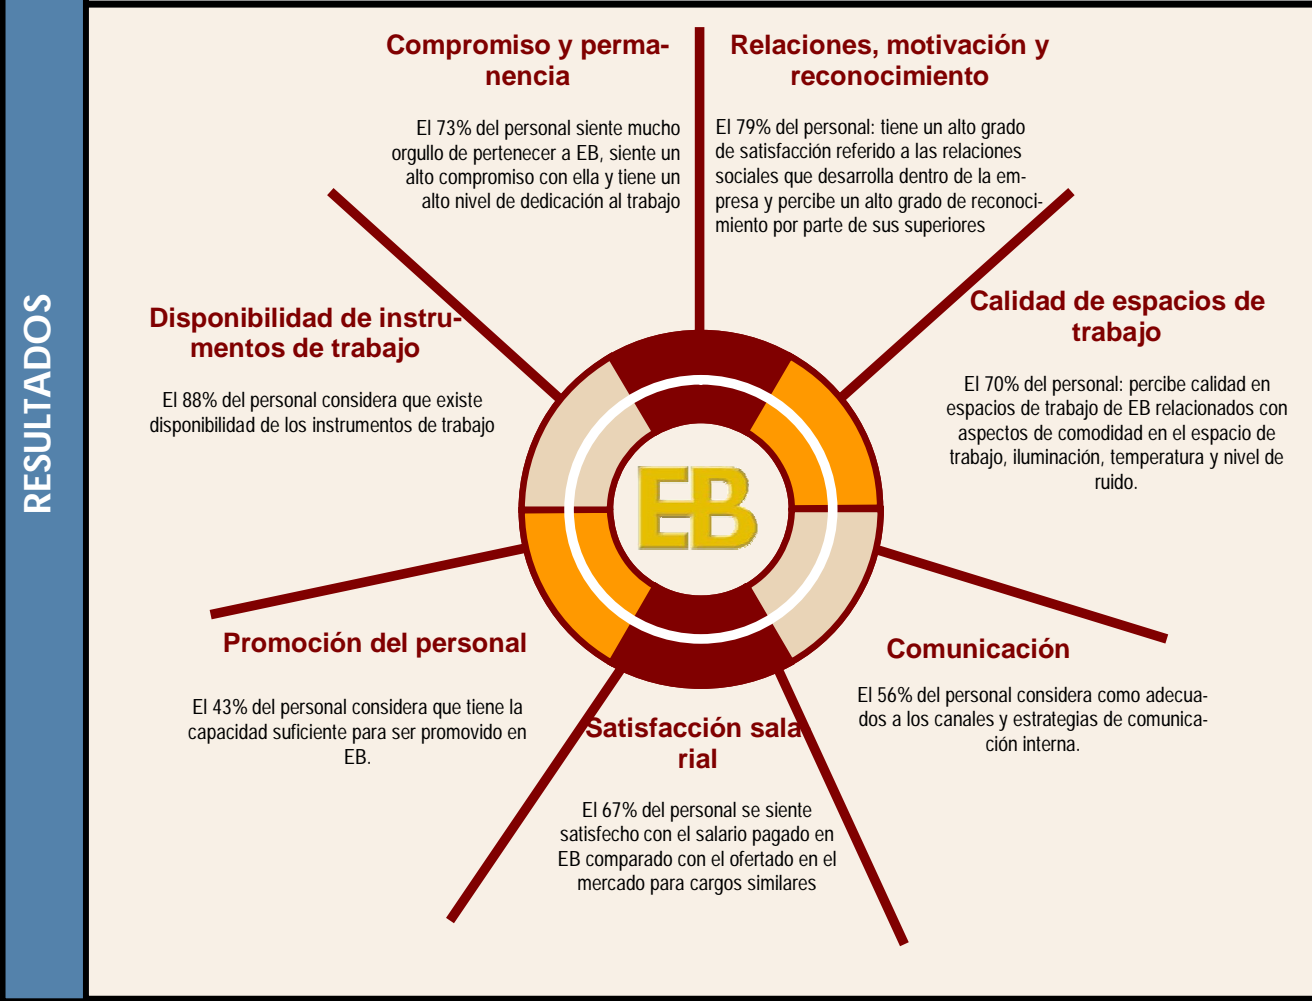 RESULTADOS
Compromiso y perma-
nencia
El 73% del personal siente mucho
orgullo de pertenecer a EB, siente un
alto compromiso con ella y tiene un
alto nivel de dedicación al trabajo
Relaciones, motivación y
reconocimiento
El 79% del personal: tiene un alto grado
de satisfacción referido a las relaciones
sociales que desarrolla dentro de la em-
presa y percibe un alto grado de reconoci-
miento por parte de sus superiores
Disponibilidad de instru-
mentos de trabajo
El 88% del personal considera que existe
disponibilidad de los instrumentos de trabajo
Calidad de espacios de
trabajo
El 70% del personal: percibe calidad en
espacios de trabajo de EB relacionados con
aspectos de comodidad en el espacio de
trabajo, iluminación, temperatura y nivel de
ruido.
EB
Promoción del personal
El 43% del personal considera que tiene la
capacidad suficiente para ser promovido en
EB.
Satisfacción sala
rial
El 67% del personal se siente
satisfecho con el salario pagado en
EB comparado con el ofertado en el
mercado para cargos similares
Comunicación
El 56% del personal considera como adecua-
dos a los canales y estrategias de comunica-
ción interna.